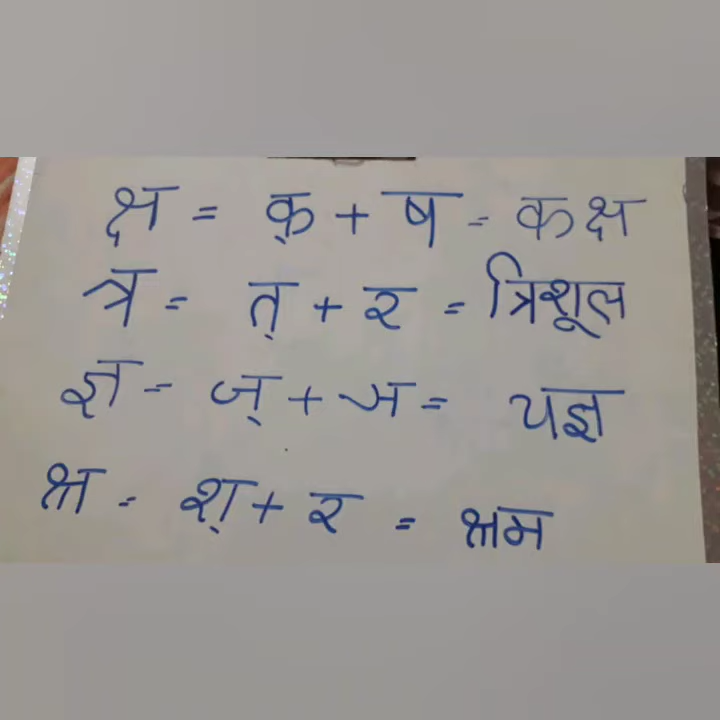 क्ष = क् + ष = कक्ष
त्र = त् + र = त्रिशूल
ज्ञ = ज् + ञ = यज्ञ
श्र = श् + र = श्रम